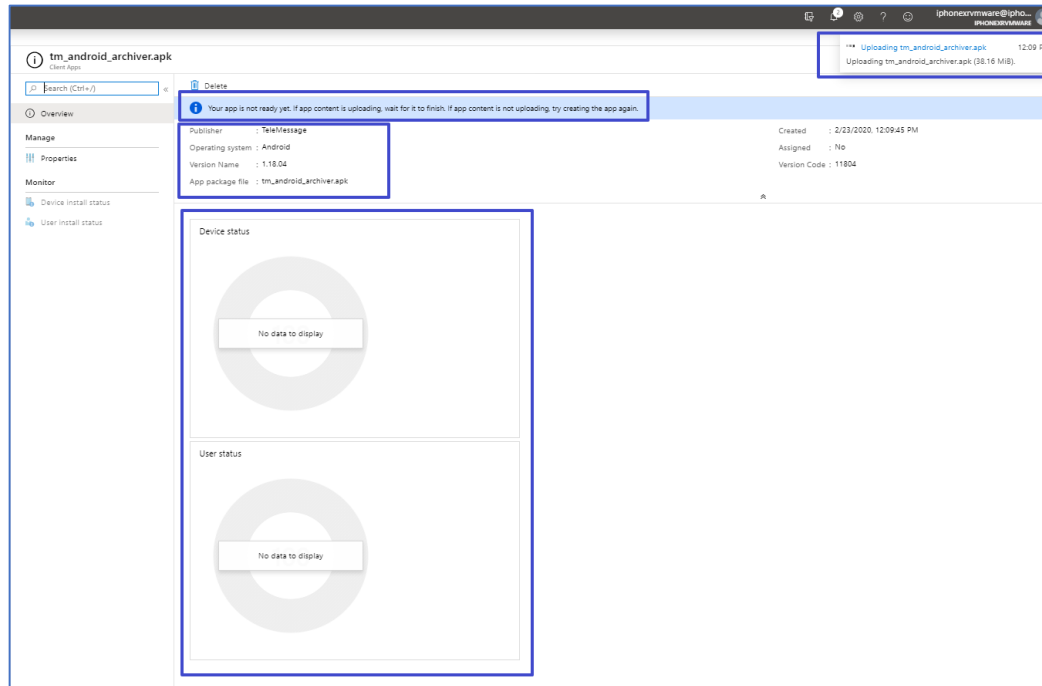 iphonexrvmware@ipho...
IPHONEXRVMWARE
2
Uploading tm_android_archiver.apk 12:09 P
Uploading tm_android_archiver.apk (38.16 MiB).
tm_android_archiver.apk
Client Apps
Search (Ctrl+/)
«
Delete
Overview
Your app is not ready yet. If app content is uploading, wait for it to finish. If app content is not uploading, try creating the app again.
Manage
Properties
Monitor
Device install status
User install status
Publisher : TeleMessage
Operating system : Android
Version Name : 1.18.04
App package file : tm_android_archiver.apk
Created : 2/23/2020, 12:09:45 PM
Assigned : No
Version Code : 11804
Device status
No data to display
User status
No data to display